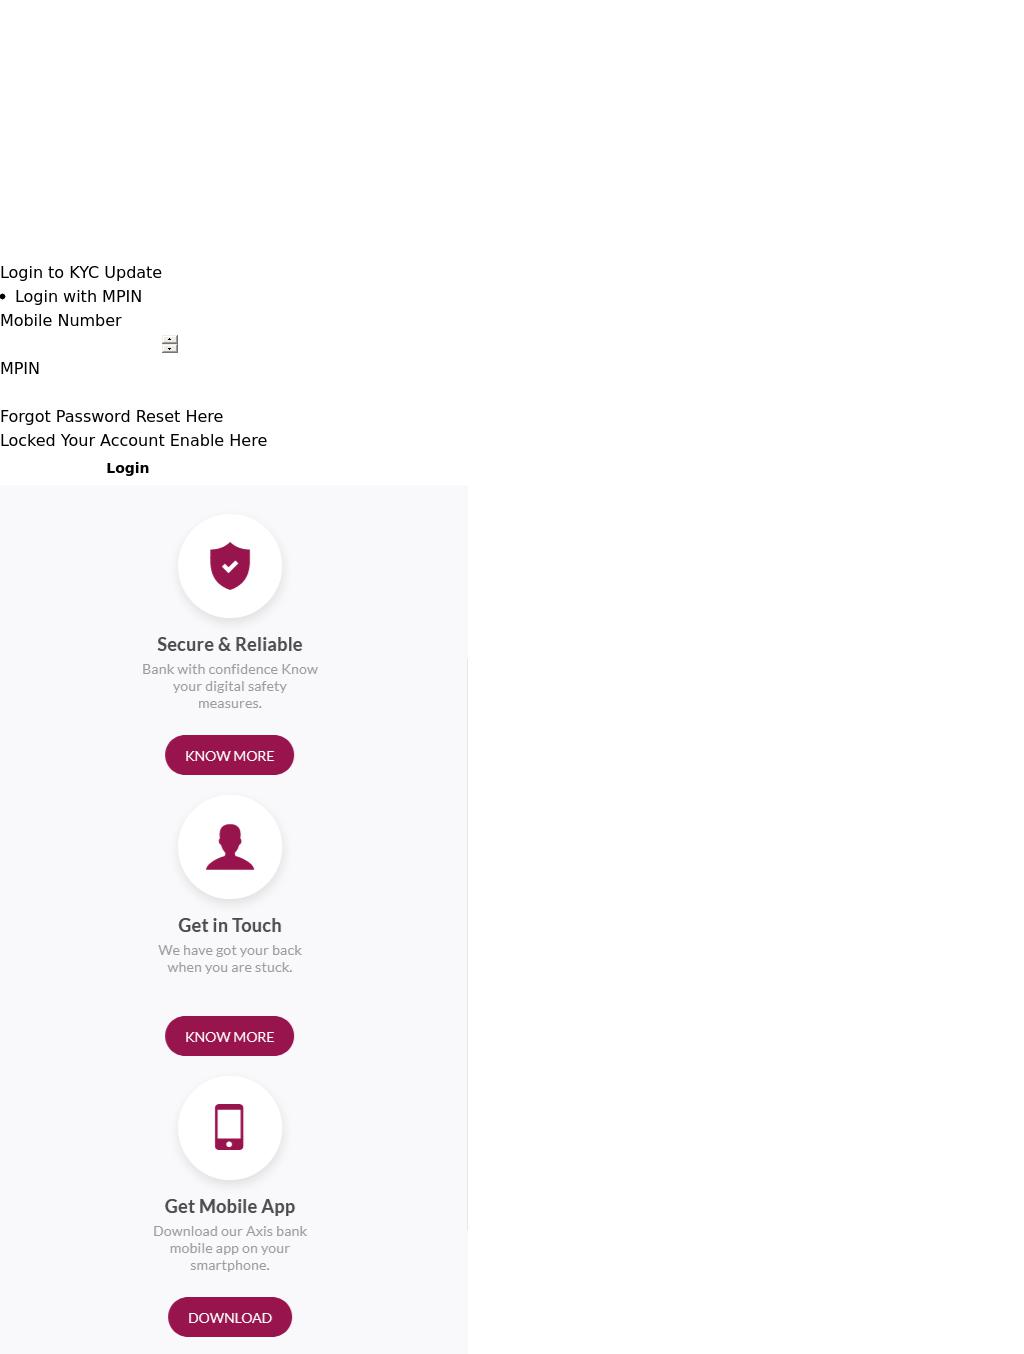 Login to KYC Update
• Login with MPIN
Mobile Number
MPIN
Forgot Password Reset Here
Locked Your Account Enable Here
Login
Secure & Reliable
Bank with confidence Know
your digital safety
measures.
KNOW MORE
Get in Touch
We have got your back
when you are stuck.
KNOW MORE
Get Mobile App
Download our Axis bank
mobile app on your
smartphone.
DOWNLOAD